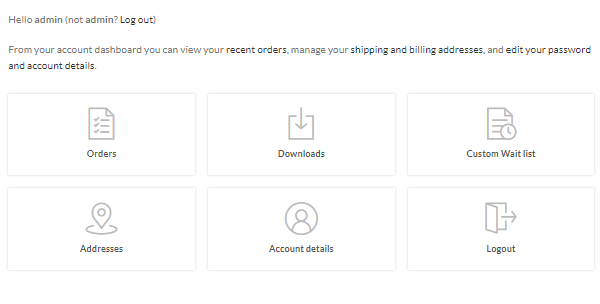 Hello admin (not admin? Log out)
From your account dashboard you can view your recent orders, manage your shipping and billing addresses, and edit your password
and account details.
Orders
Downloads
Custom Wait list
Addresses
Account details
Logout